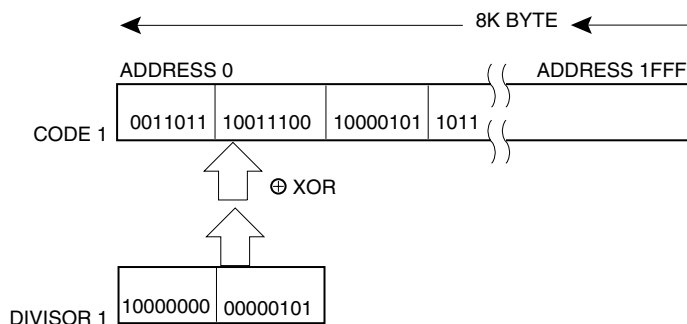 8K BYTE
ADDRESS 0 ADDRESS 1FFF
CODE 1 0011011 10011100 10000101 1011
⊕ XOR
DIVISOR 1 10000000 00000101